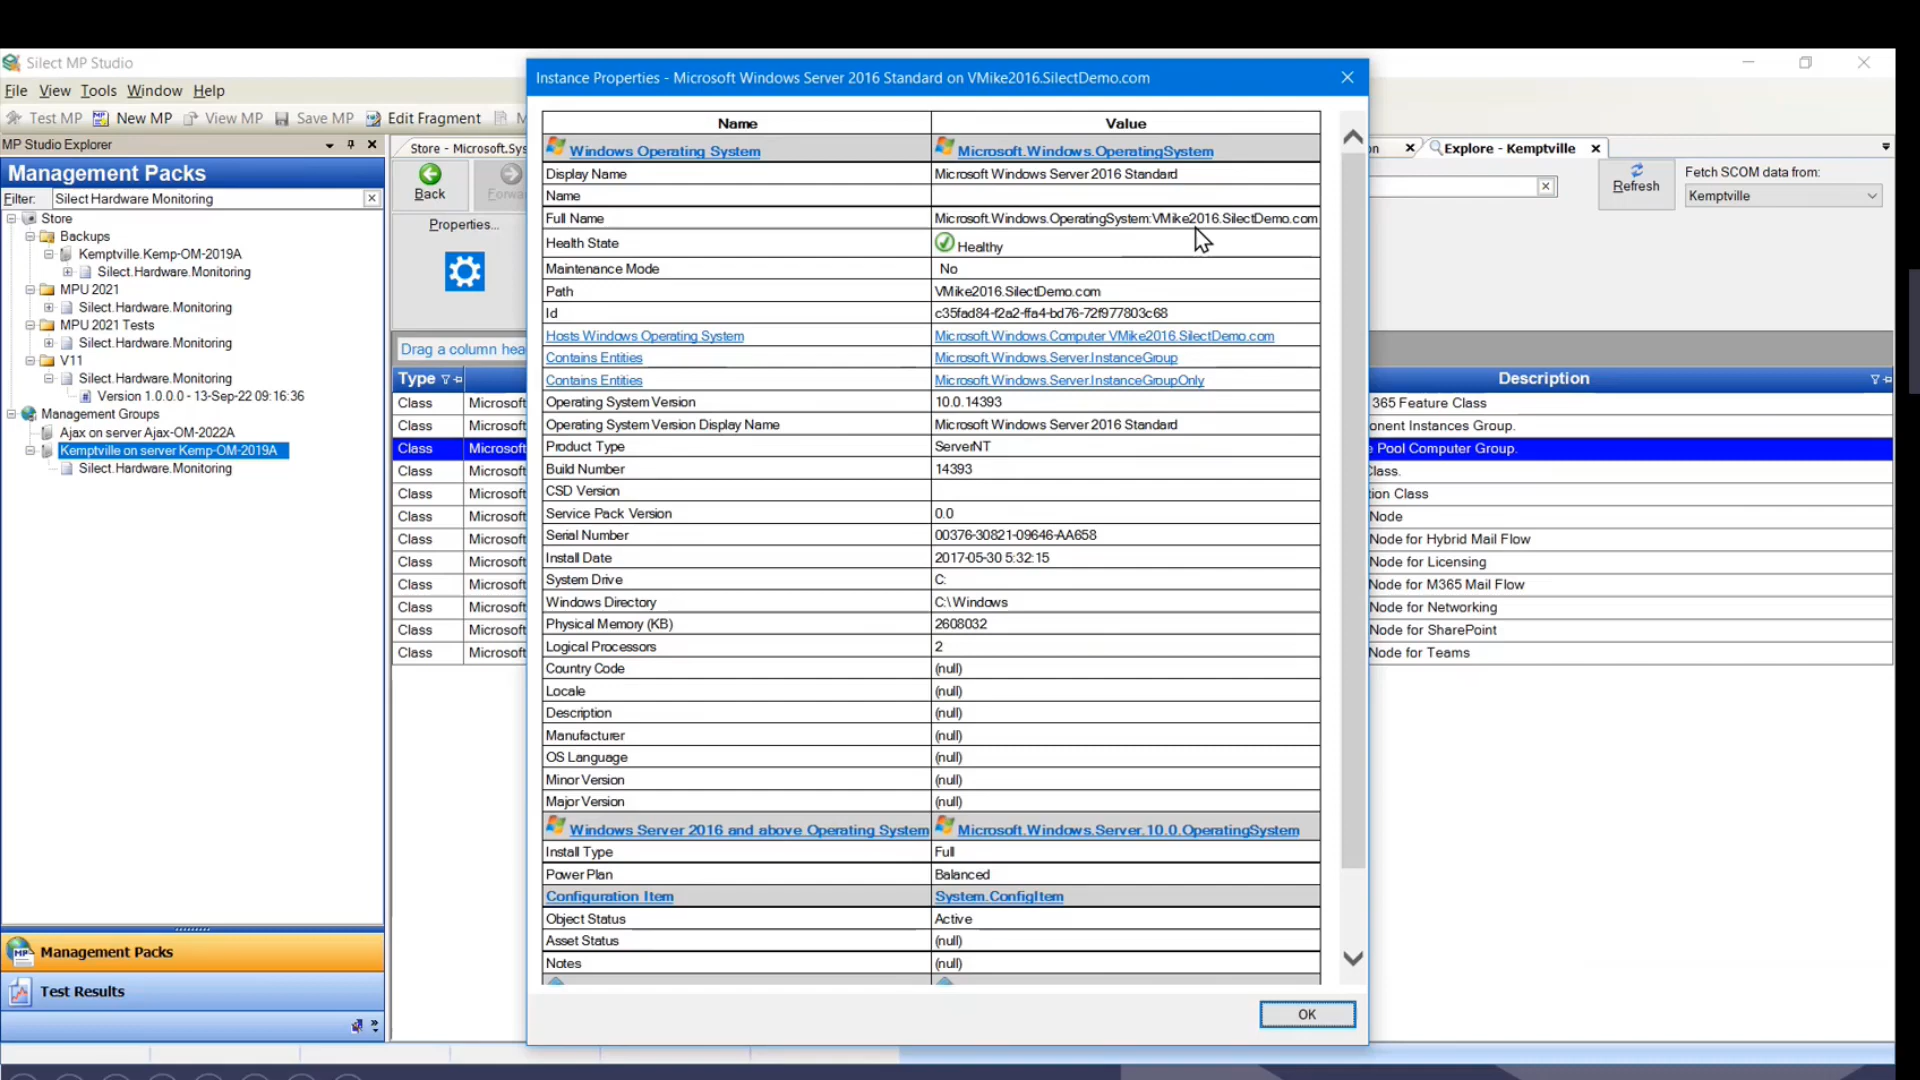 Silect MP Studio
File View Tools Window Help
Test MP New MP View MP Save MP Edit Fragment M
MP Studio Explorer
Management Packs
Filter: Silect Hardware Monitoring
Store
Backups
Kemptville.Kemp-OM-2019A
Silect.Hardware.Monitoring
MPU 2021
Silect.Hardware.Monitoring
MPU 2021 Tests
Silect.Hardware.Monitoring
V11
Silect.Hardware.Monitoring
Version 1.0.0.0 - 13-Sep-22 09:16:36
Management Groups
Ajax on server Ajax-OM-2022A
Kemptville on server Kemp-OM-2019A
Silect.Hardware.Monitoring
Management Packs
Test Results
Store - Microsoft.Sys
Back Forwa
Properties...
Drag a column hea
Type
Class Microsoft
Class Microsoft
Class Microsoft
Class Microsoft
Class Microsoft
Class Microsoft
Class Microsoft
Class Microsoft
Class Microsoft
Class Microsoft
Class Microsoft
Class Microsoft
Instance Properties - Microsoft Windows Server 2016 Standard on VMike2016.SilectDemo.com
Name Value
Windows Operating System Microsoft.Windows.OperatingSystem
Display Name Microsoft Windows Server 2016 Standard
Name
Full Name Microsoft.Windows.OperatingSystem:VMike2016.SilectDemo.com
Health State Healthy
Maintenance Mode No
Path VMike2016.SilectDemo.com
Id c35fad84-f2a2-ffa4-bd76-72f977803c68
Hosts Windows Operating System Microsoft.Windows.Computer VMike2016.SilectDemo.com
Contains Entities Microsoft.Windows.Server.InstanceGroup
Contains Entities Microsoft.Windows.Server.InstanceGroupOnly
Operating System Version 10.0.14393
Operating System Version Display Name Microsoft Windows Server 2016 Standard
Product Type ServerNT
Build Number 14393
CSD Version
Service Pack Version 0.0
Serial Number 00376-30821-09646-AA658
Install Date 2017-05-30 5:32:15
System Drive C:
Windows Directory C:\Windows
Physical Memory (KB) 2608032
Logical Processors 2
Country Code (null)
Locale (null)
Description (null)
Manufacturer (null)
OS Language (null)
Minor Version (null)
Major Version (null)
Windows Server 2016 and above Operating System Microsoft.Windows.Server.10.0.OperatingSystem
Install Type Full
Power Plan Balanced
Configuration Item System.ConfigItem
Object Status Active
Asset Status (null)
Notes (null)
OK
on Explore - Kemptville
Refresh
Fetch SCOM data from:
Kemptville
Description
365 Feature Class
onent Instances Group.
e Pool Computer Group.
Class.
tion Class
Node
Node for Hybrid Mail Flow
Node for Licensing
Node for M365 Mail Flow
Node for Networking
Node for SharePoint
Node for Teams